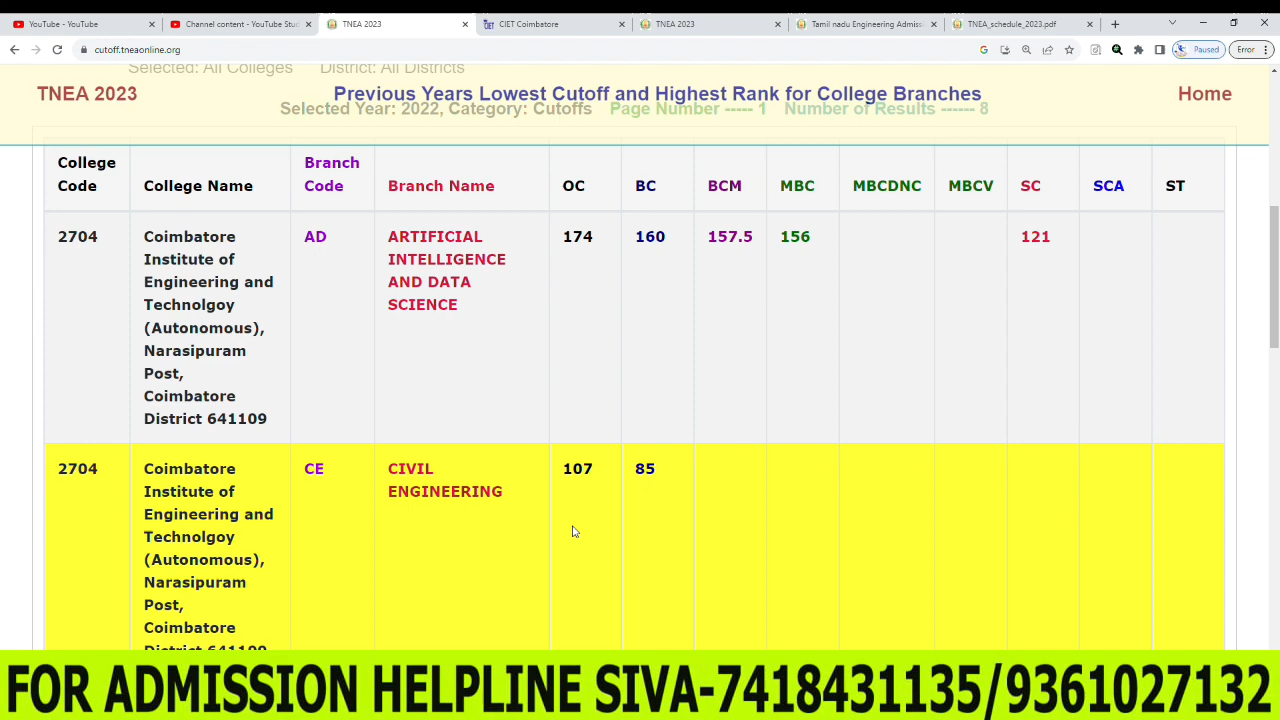 YouTube - YouTube
Channel content - YouTube Stud
TNEA 2023
CIET Coimbatore
TNEA 2023
Tamil nadu Engineering Admiss
TNEA_schedule_2023.pdf
cutoff.tneaonline.org
Paused
Error
Selected: All Colleges District: All Districts
TNEA 2023 Previous Years Lowest Cutoff and Highest Rank for College Branches Home
Selected Year: 2022, Category: Cutoffs Page Number ----- 1 Number of Results ------ 8
College Code
College Name
Branch Code
Branch Name
OC
BC
BCM
MBC
MBCDNC
MBCV
SC
SCA
ST
2704
Coimbatore
Institute of
Engineering and
Technolgoy
(Autonomous),
Narasipuram
Post,
Coimbatore
District 641109
AD
ARTIFICIAL
INTELLIGENCE
AND DATA
SCIENCE
174
160
157.5
156
121
2704
Coimbatore
Institute of
Engineering and
Technolgoy
(Autonomous),
Narasipuram
Post,
Coimbatore
District 641109
CE
CIVIL
ENGINEERING
107
85
FOR ADMISSION HELPLINE SIVA-7418431135/9361027132